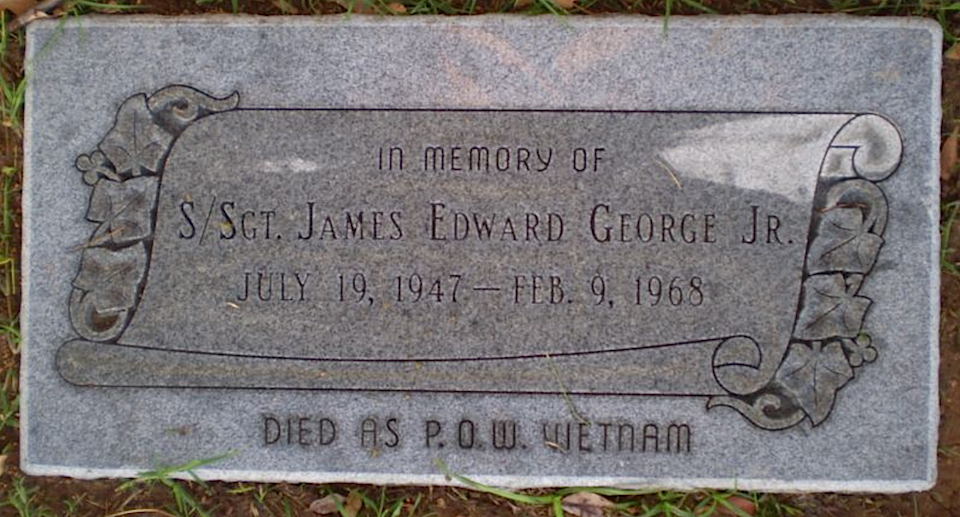 IN MEMORY OF
S/SGT. JAMES EDWARD GEORGE JR.
JULY 19, 1947 — FEB. 9, 1968
DIED AS P.O.W. VIETNAM